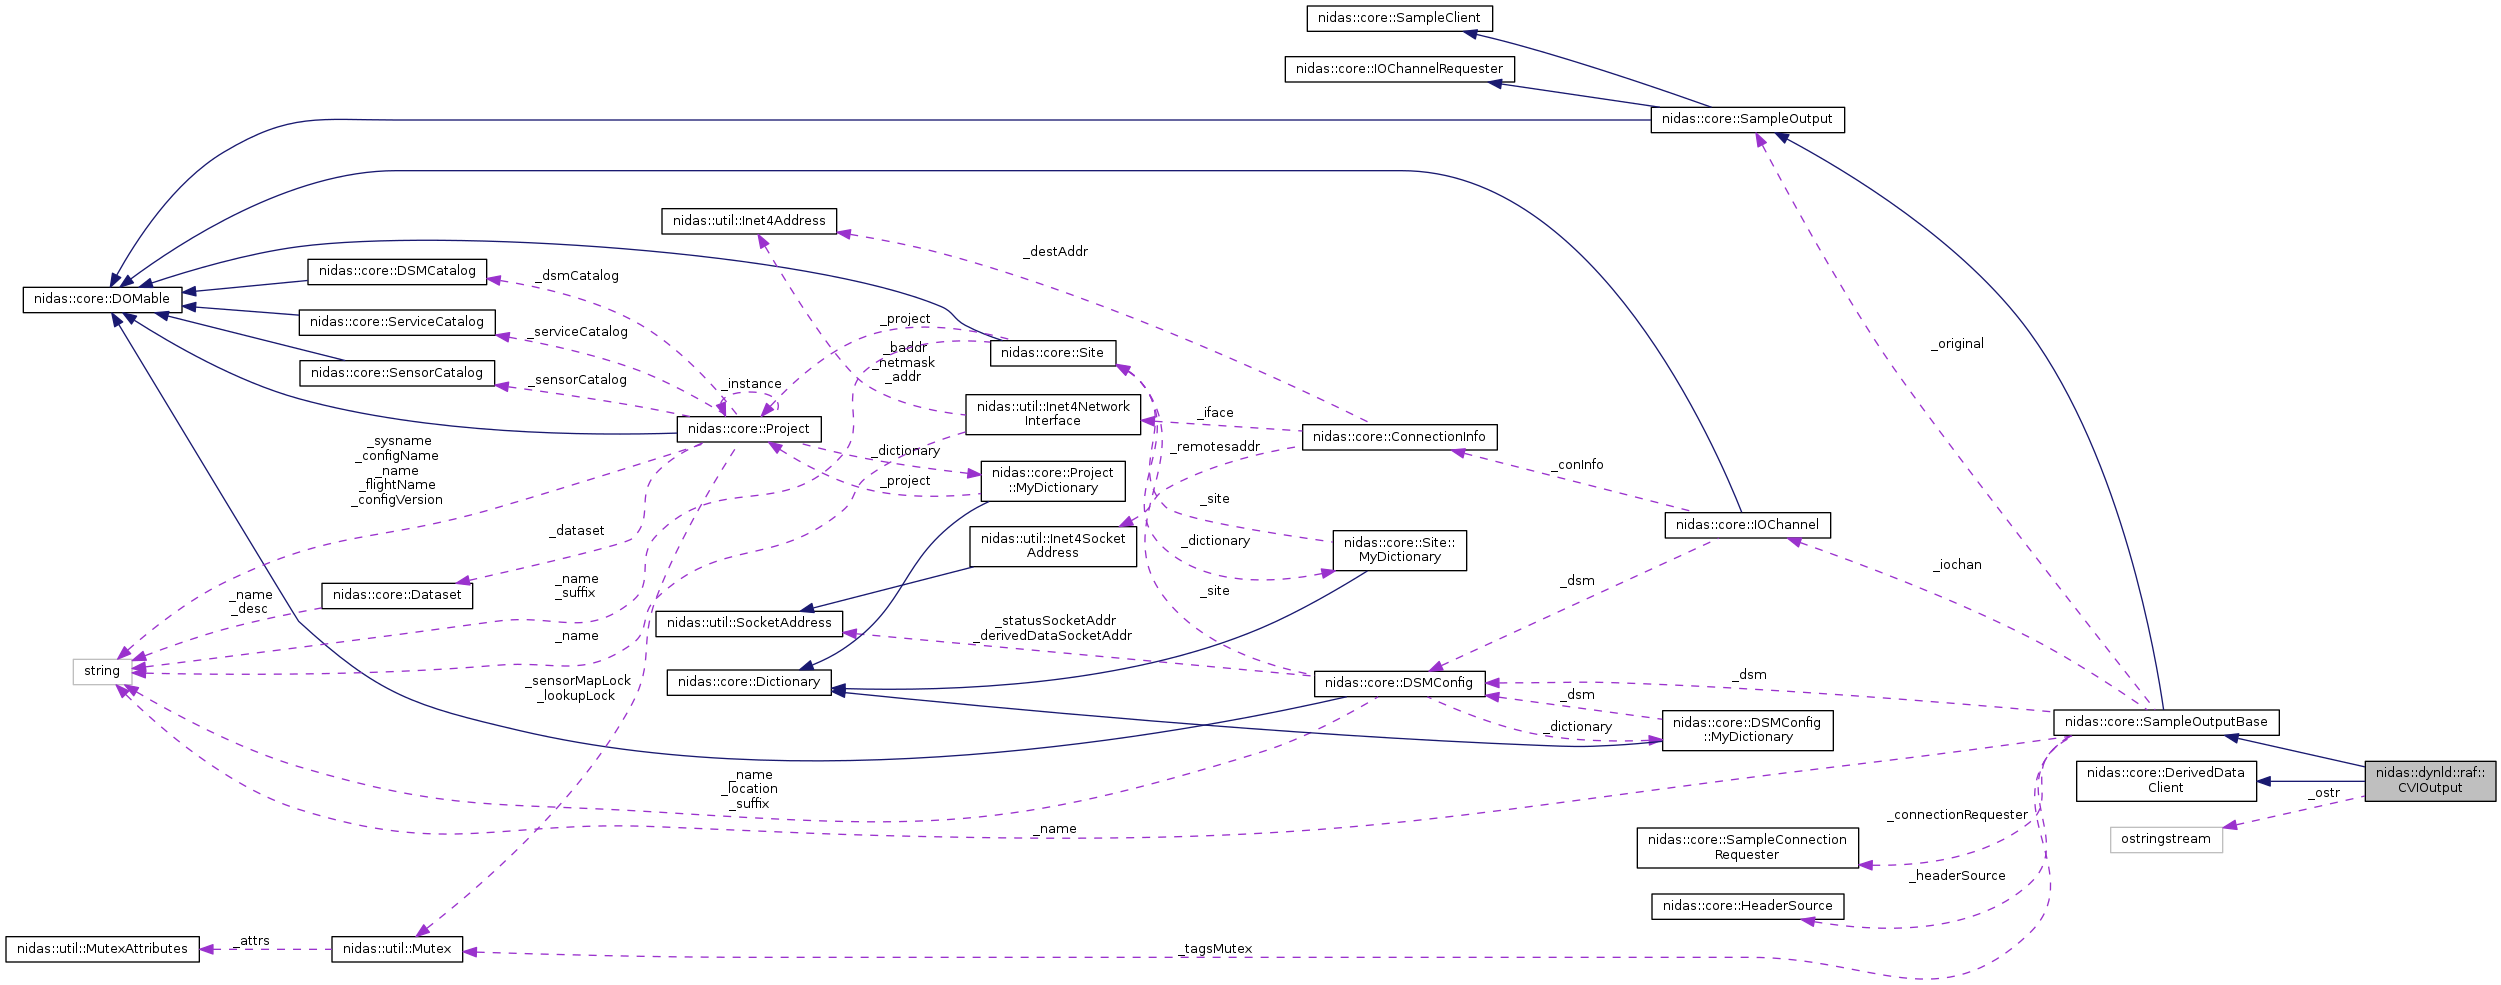 nidas::core::SampleClient
nidas::core::IOChannelRequester
nidas::core::SampleOutput
nidas::util::Inet4Address
_destAddr
nidas::core::DSMCatalog
_dsmCatalog
nidas::core::DOMable
nidas::core::ServiceCatalog
_serviceCatalog
_project
_original
_baddr
_netmask
_addr
nidas::core::Site
nidas::core::SensorCatalog
_sensorCatalog
_instance
nidas::util::Inet4Network
Interface
_iface
nidas::core::Project
nidas::core::ConnectionInfo
_sysname
_configName
_name
_flightName
_configVersion
_dictionary
_remotesaddr
_conInfo
nidas::core::Project
::MyDictionary
_project
_site
nidas::core::IOChannel
_dataset
nidas::util::Inet4Socket
Address
_dictionary
nidas::core::Site::
MyDictionary
_iochan
_name
_suffix
_dsm
_site
nidas::core::Dataset
_name
_desc
nidas::util::SocketAddress
_statusSocketAddr
_derivedDataSocketAddr
_name
string
_sensorMapLock
_lookupLock
nidas::core::Dictionary
nidas::core::DSMConfig
_dsm
_dsm
_dictionary
nidas::core::DSMConfig
::MyDictionary
nidas::core::SampleOutputBase
_name
_location
_suffix
nidas::core::DerivedData
Client
nidas::dynld::raf::
CVIOutput
_ostr
_name
_connectionRequester
ostringstream
nidas::core::SampleConnection
Requester
_headerSource
nidas::core::HeaderSource
nidas::util::MutexAttributes
_attrs
nidas::util::Mutex
_tagsMutex